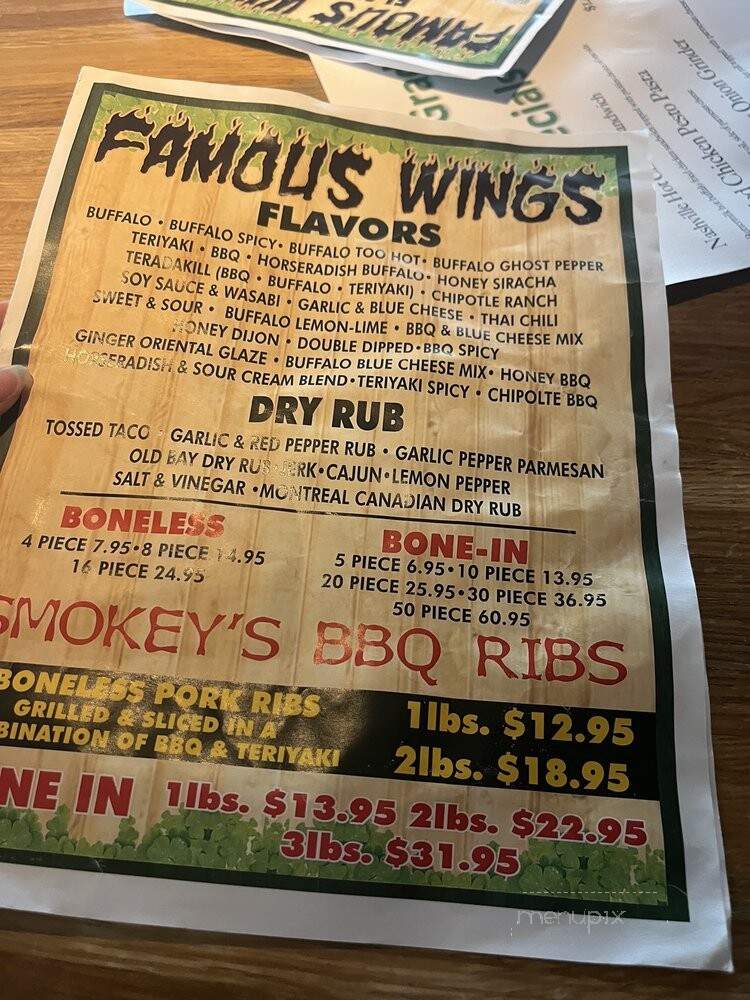 FAMOUS WINGS
FLAVORS
BUFFALO • BUFFALO SPICY • BUFFALO TOO HOT • BUFFALO GHOST PEPPER
TERIYAKI • BBQ • HORSERADISH BUFFALO • HONEY SIRACHA
TERADAKILL (BBQ • BUFFALO • TERIYAKI) • CHIPOTLE RANCH
SOY SAUCE & WASABI • GARLIC & BLUE CHEESE • THAI CHILI
SWEET & SOUR • BUFFALO LEMON-LIME • BBQ & BLUE CHEESE MIX
HONEY DIJON • DOUBLE DIPPED • BBQ SPICY
GINGER ORIENTAL GLAZE • BUFFALO BLUE CHEESE MIX • HONEY BBQ
HORSERADISH & SOUR CREAM BLEND • TERIYAKI SPICY • CHIPOLTE BBQ
DRY RUB
TOSSED TACO • GARLIC & RED PEPPER RUB • GARLIC PEPPER PARMESAN
OLD BAY DRY RUB • JERK • CAJUN • LEMON PEPPER
SALT & VINEGAR • MONTREAL CANADIAN DRY RUB
BONELESS
4 PIECE 7.95 • 8 PIECE 14.95
16 PIECE 24.95
BONE-IN
5 PIECE 6.95 • 10 PIECE 13.95
20 PIECE 25.95 • 30 PIECE 36.95
50 PIECE 60.95
SMOKEY'S BBQ RIBS
BONELESS PORK RIBS
GRILLED & SLICED IN A
BINATION OF BBQ & TERIYAKI
1lbs. $12.95
2lbs. $18.95
NE IN 1lbs. $13.95 2lbs. $22.95
3lbs. $31.95
menupix
FAMOUS W
cials
Nashville Hot
Chicken Pesto Pasta
Onion Grinder